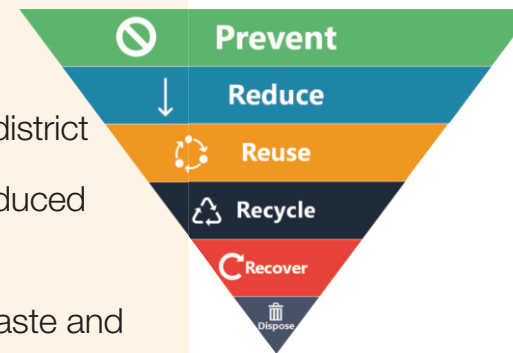 Prevent
Reduce
district
Reuse
duced
Recycle
Recover
aste and
Dispose